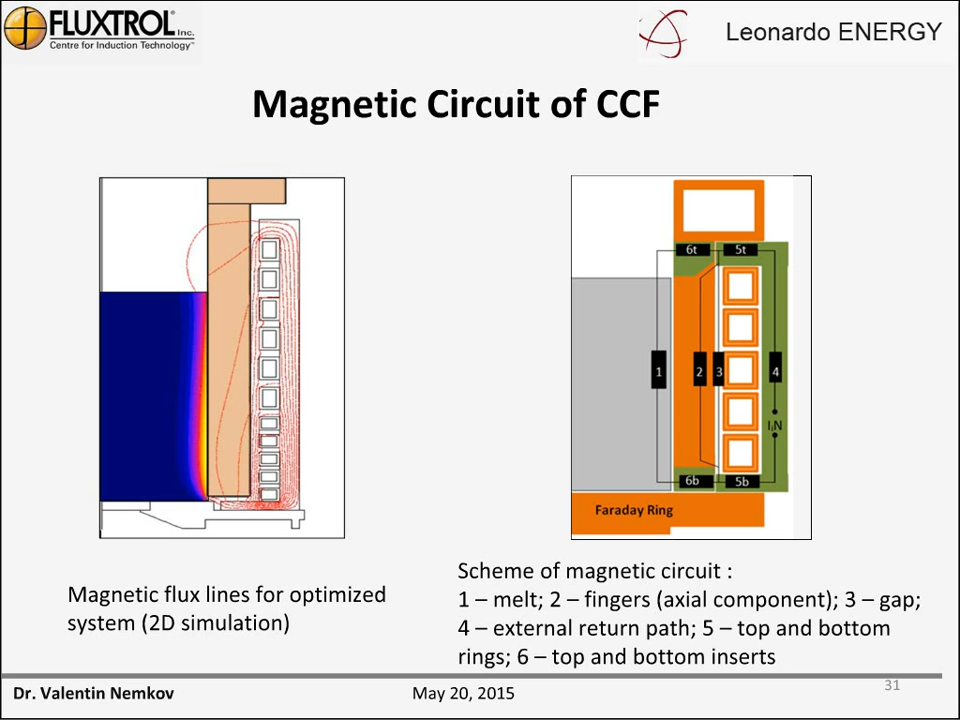 FLUXTROL Inc.
Centre for Induction Technology™
Leonardo ENERGY
Magnetic Circuit of CCF
6t
5t
1
2
3
4
IᵢN
6b
5b
Faraday Ring
Magnetic flux lines for optimized
system (2D simulation)
Scheme of magnetic circuit :
1 – melt; 2 – fingers (axial component); 3 – gap;
4 – external return path; 5 – top and bottom
rings; 6 – top and bottom inserts
31
Dr. Valentin Nemkov
May 20, 2015